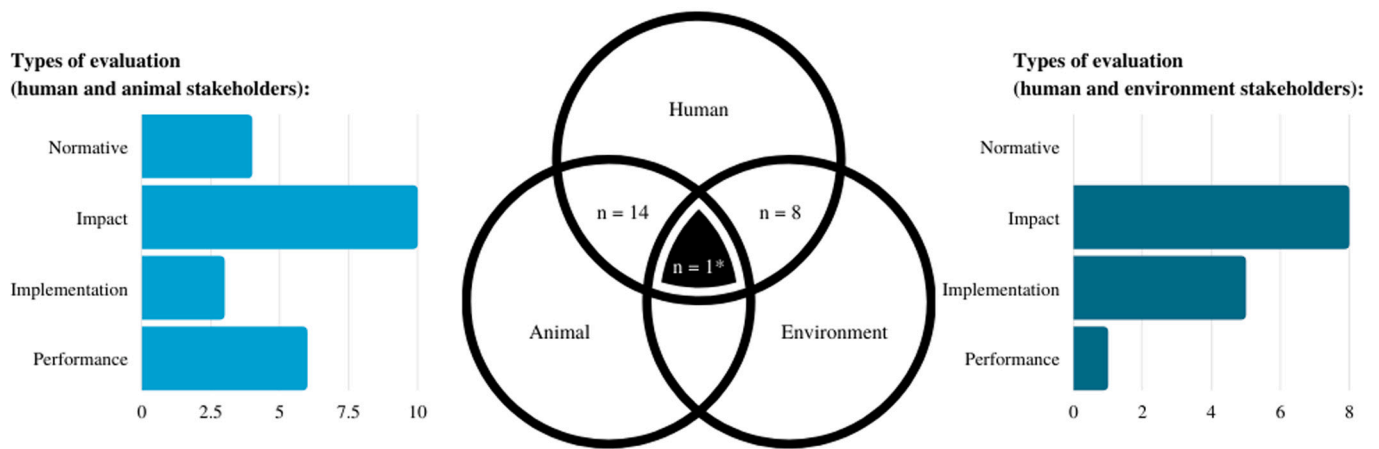 Types of evaluation
(human and animal stakeholders):
Normative
Impact
Implementation
Performance
0 2.5 5 7.5 10
Human
n = 14
n = 8
n = 1*
Animal
Environment
Types of evaluation
(human and environment stakeholders):
Normative
Impact
Implementation
Performance
0 2 4 6 8